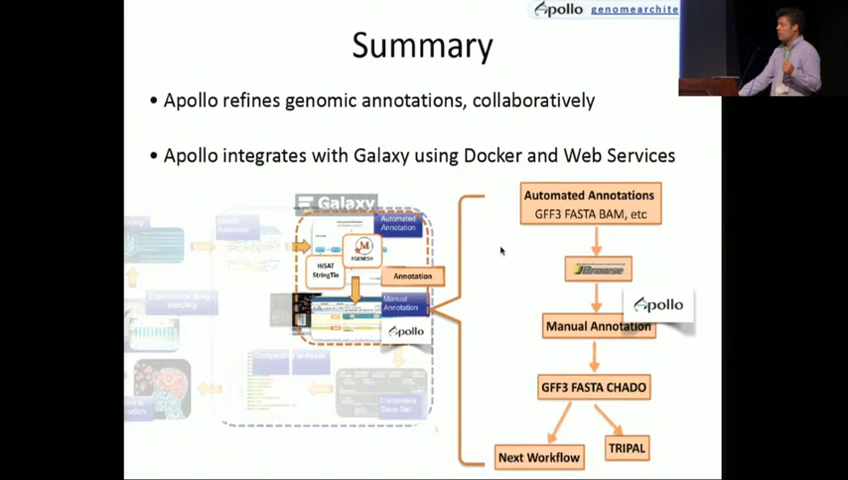 Apollo genomearchite
Summary
• Apollo refines genomic annotations, collaboratively
• Apollo integrates with Galaxy using Docker and Web Services
Galaxy
Automated
Annotation
FGENESH
HISAT
StringTie
Annotation
Manual
Annotation
Apollo
Automated Annotations
GFF3 FASTA BAM, etc
JBrowse
Apollo
Manual Annotation
GFF3 FASTA CHADO
Next Workflow
TRIPAL